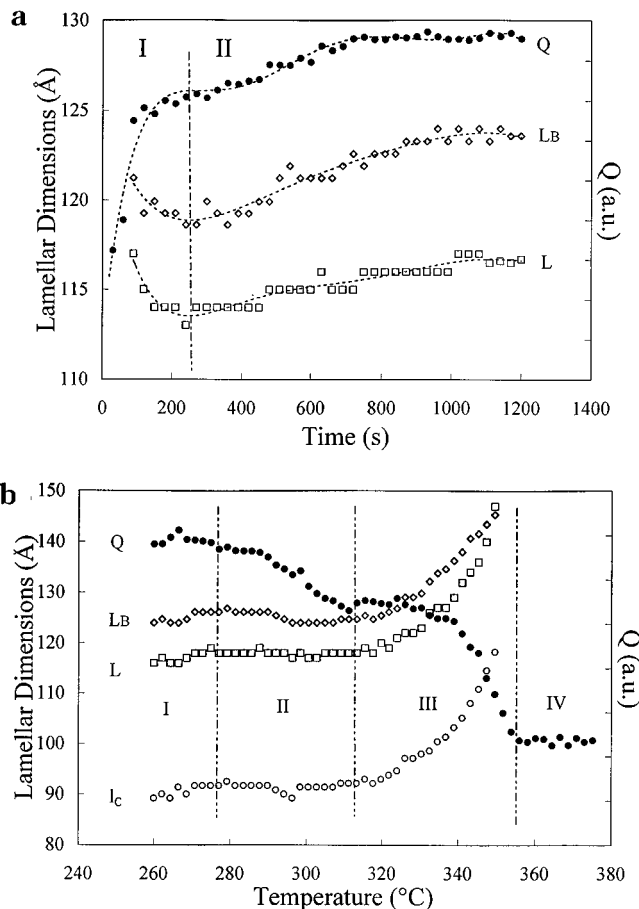 a
130
125
120
115
110
Lamellar Dimensions (Å)
I
II
Q
LB
L
Q (a.u.)
0
200
400
600
800
1000
1200
1400
Time (s)
b
150
140
130
120
110
100
90
80
Lamellar Dimensions (Å)
Q
LB
L
lc
I
II
III
IV
Q (a.u.)
240
260
280
300
320
340
360
380
Temperature (°C)